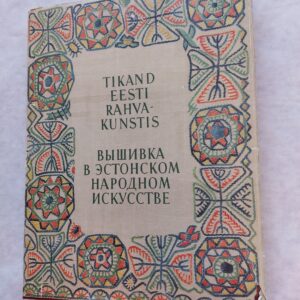 TIKAND
EESTI
RAHVA-
KUNSTIS
ВЫШИВКА
В ЭСТОНСКОМ
НАРОДНОМ
ИСКУССТВЕ